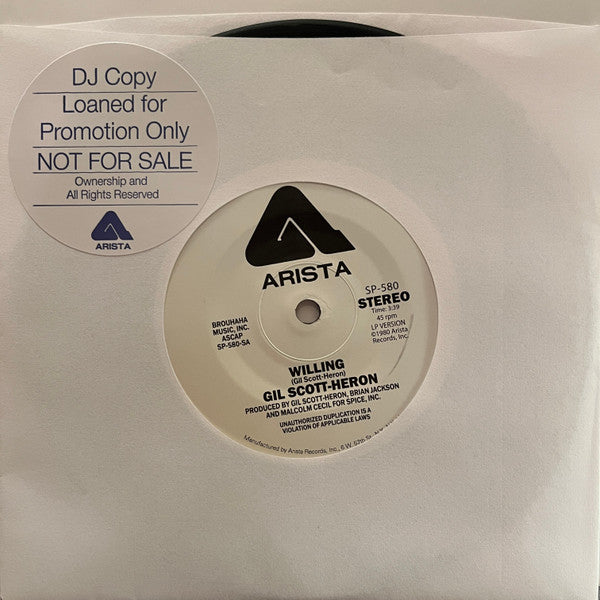 DJ Copy
Loaned for
Promotion Only
NOT FOR SALE
Ownership and
All Rights Reserved
ARISTA
ARISTA
SP-580
STEREO
Time: 3:39
45 rpm
LP VERSION
©1980 Arista
Records, Inc.
BROUHAHA
MUSIC, INC.
ASCAP
SP-580-SA
WILLING
(Gil Scott-Heron)
GIL SCOTT-HERON
PRODUCED BY GIL SCOTT-HERON, BRIAN JACKSON
AND MALCOLM CECIL FOR SPICE, INC.
UNAUTHORIZED DUPLICATION IS A
VIOLATION OF APPLICABLE LAWS
Manufactured by Arista Records, Inc., 6 W. 57th St.